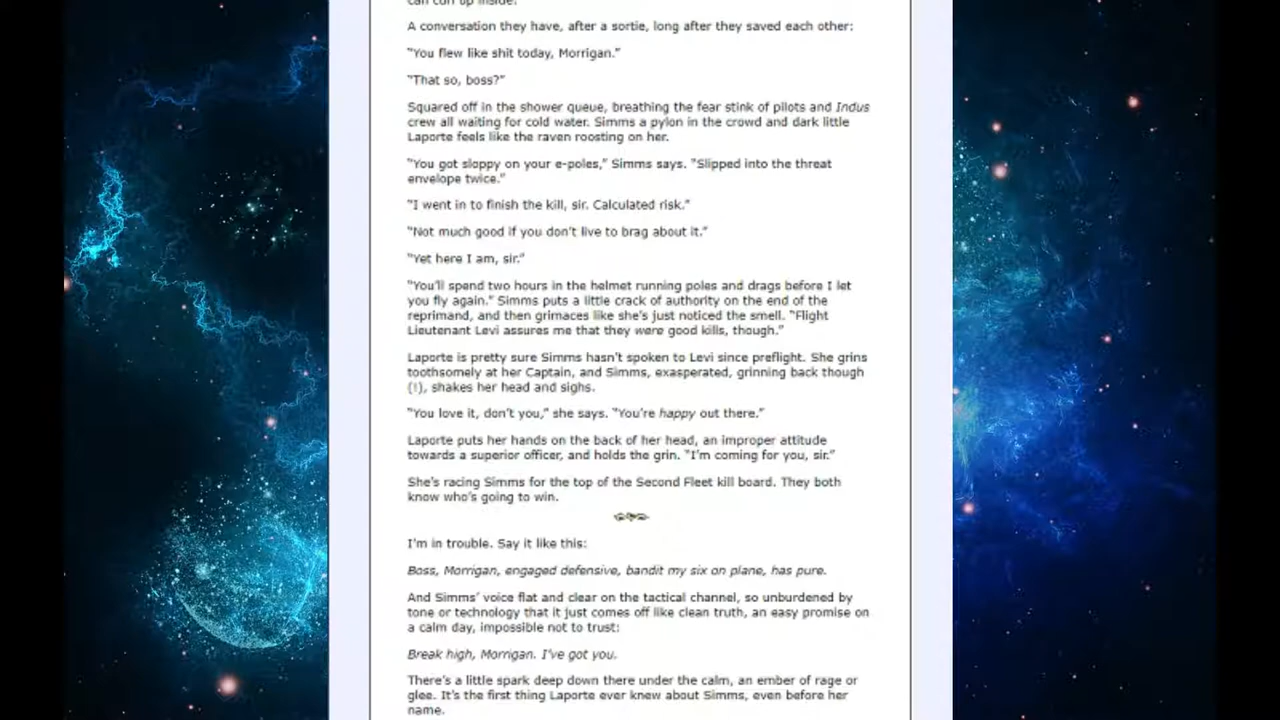 can curl up inside.
A conversation they have, after a sortie, long after they saved each other:
"You flew like shit today, Morrigan."
"That so, boss?"
Squared off in the shower queue, breathing the fear stink of pilots and Indus
crew all waiting for cold water. Simms a pylon in the crowd and dark little
Laporte feels like the raven roosting on her.
"You got sloppy on your e-poles," Simms says. "Slipped into the threat
envelope twice."
"I went in to finish the kill, sir. Calculated risk."
"Not much good if you don't live to brag about it."
"Yet here I am, sir."
"You'll spend two hours in the helmet running poles and drags before I let
you fly again." Simms puts a little crack of authority on the end of the
reprimand, and then grimaces like she's just noticed the smell. "Flight
Lieutenant Levi assures me that they were good kills, though."
Laporte is pretty sure Simms hasn't spoken to Levi since preflight. She grins
toothsomely at her Captain, and Simms, exasperated, grinning back though
(!), shakes her head and sighs.
"You love it, don't you," she says. "You're happy out there."
Laporte puts her hands on the back of her head, an improper attitude
towards a superior officer, and holds the grin. "I'm coming for you, sir."
She's racing Simms for the top of the Second Fleet kill board. They both
know who's going to win.
I'm in trouble. Say it like this:
Boss, Morrigan, engaged defensive, bandit my six on plane, has pure.
And Simms' voice flat and clear on the tactical channel, so unburdened by
tone or technology that it just comes off like clean truth, an easy promise on
a calm day, impossible not to trust:
Break high, Morrigan. I've got you.
There's a little spark deep down there under the calm, an ember of rage or
glee. It's the first thing Laporte ever knew about Simms, even before her
name.